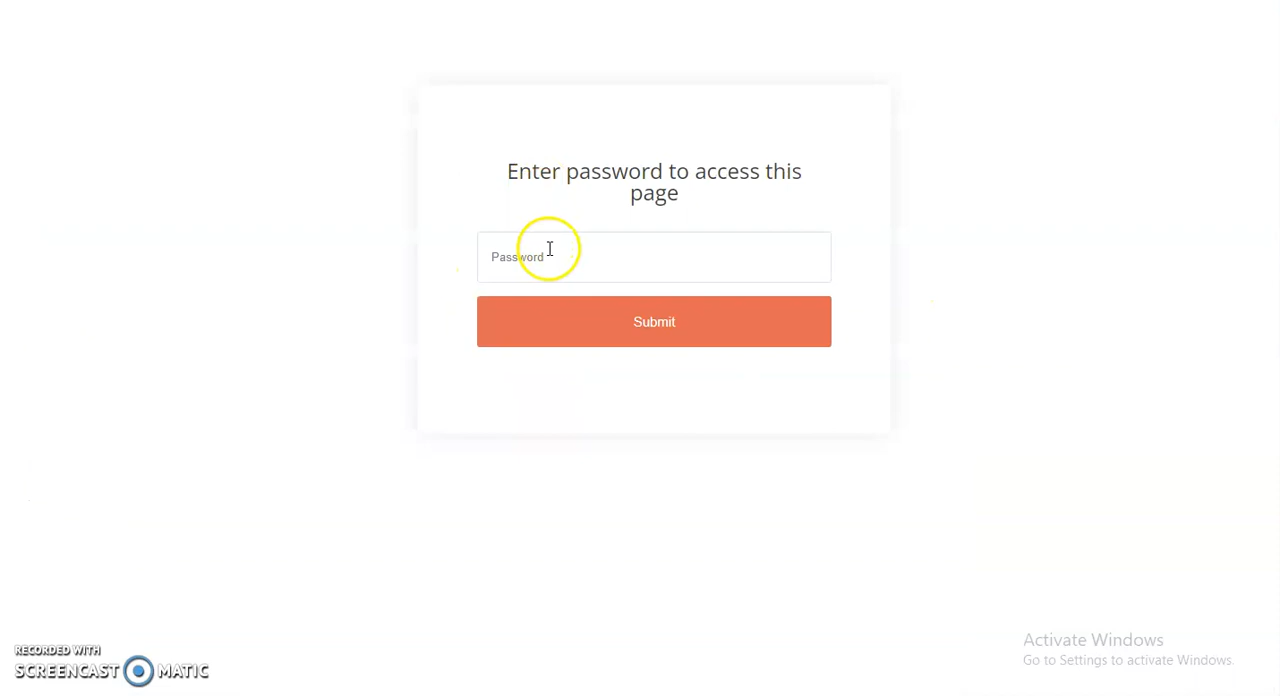 Enter password to access this
page
Password
Submit
Activate Windows
Go to Settings to activate Windows.
RECORDED WITH
SCREENCAST MATIC